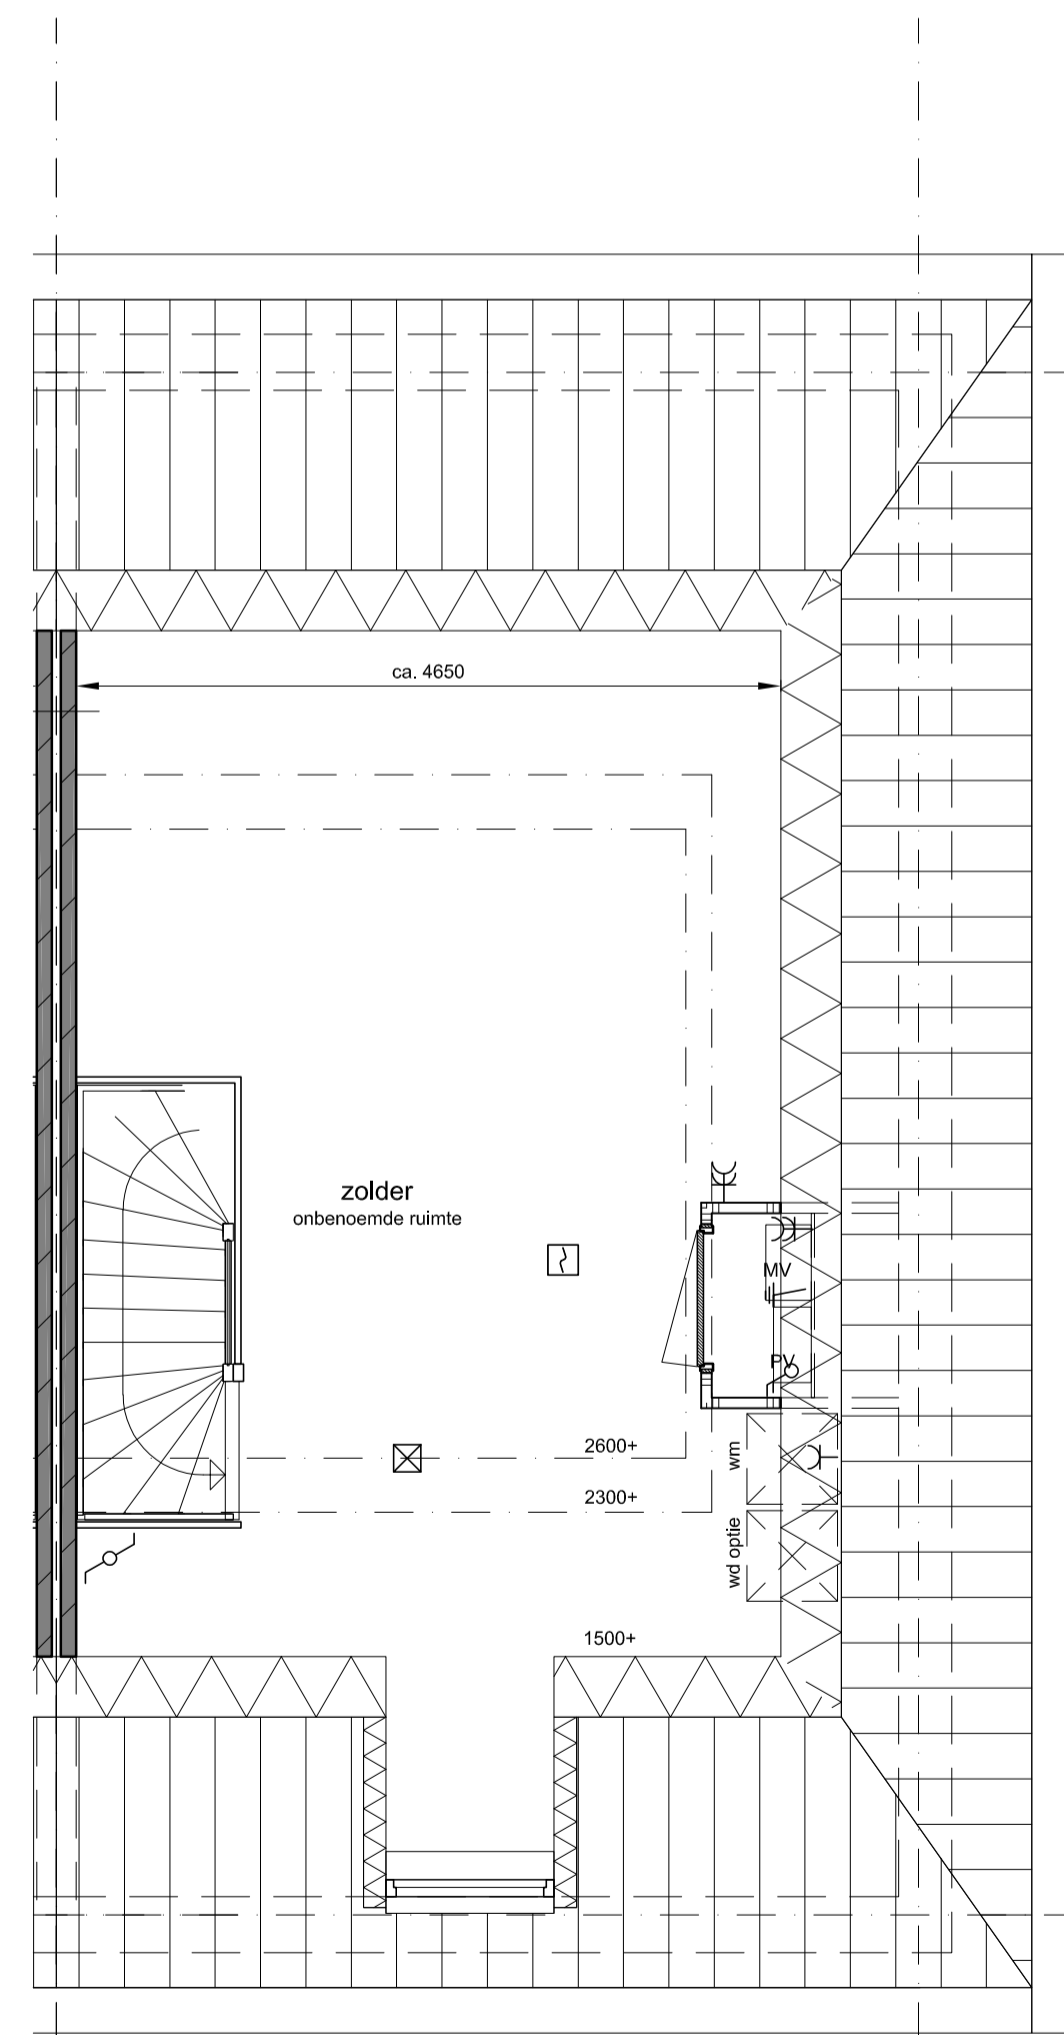 ca. 4650
zolder
onbenoemde ruimte
MV
PV
2600+
wm
2300+
wd optie
1500+